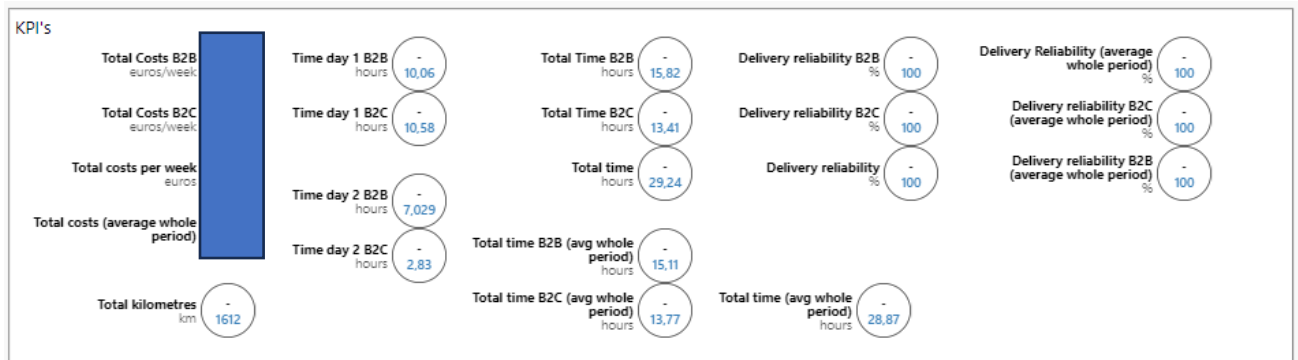 KPI's
Total Costs B2B
euros/week
Total Costs B2C
euros/week
Total costs per week
euros
Total costs (average whole
period)
Total kilometres
km
-
1612
Time day 1 B2B
hours
-
10,06
Time day 1 B2C
hours
-
10,58
Time day 2 B2B
hours
-
7,029
Time day 2 B2C
hours
-
2,83
Total Time B2B
hours
-
15,82
Total Time B2C
hours
-
13,41
Total time
hours
-
29,24
Total time B2B (avg whole
period)
hours
-
15,11
Total time B2C (avg whole
period)
hours
-
13,77
Delivery reliability B2B
%
-
100
Delivery reliability B2C
%
-
100
Delivery reliability
%
-
100
Total time (avg whole
period)
hours
-
28,87
Delivery Reliability (average
whole period)
%
-
100
Delivery reliability B2C
(average whole period)
%
-
100
Delivery reliability B2B
(average whole period)
%
-
100